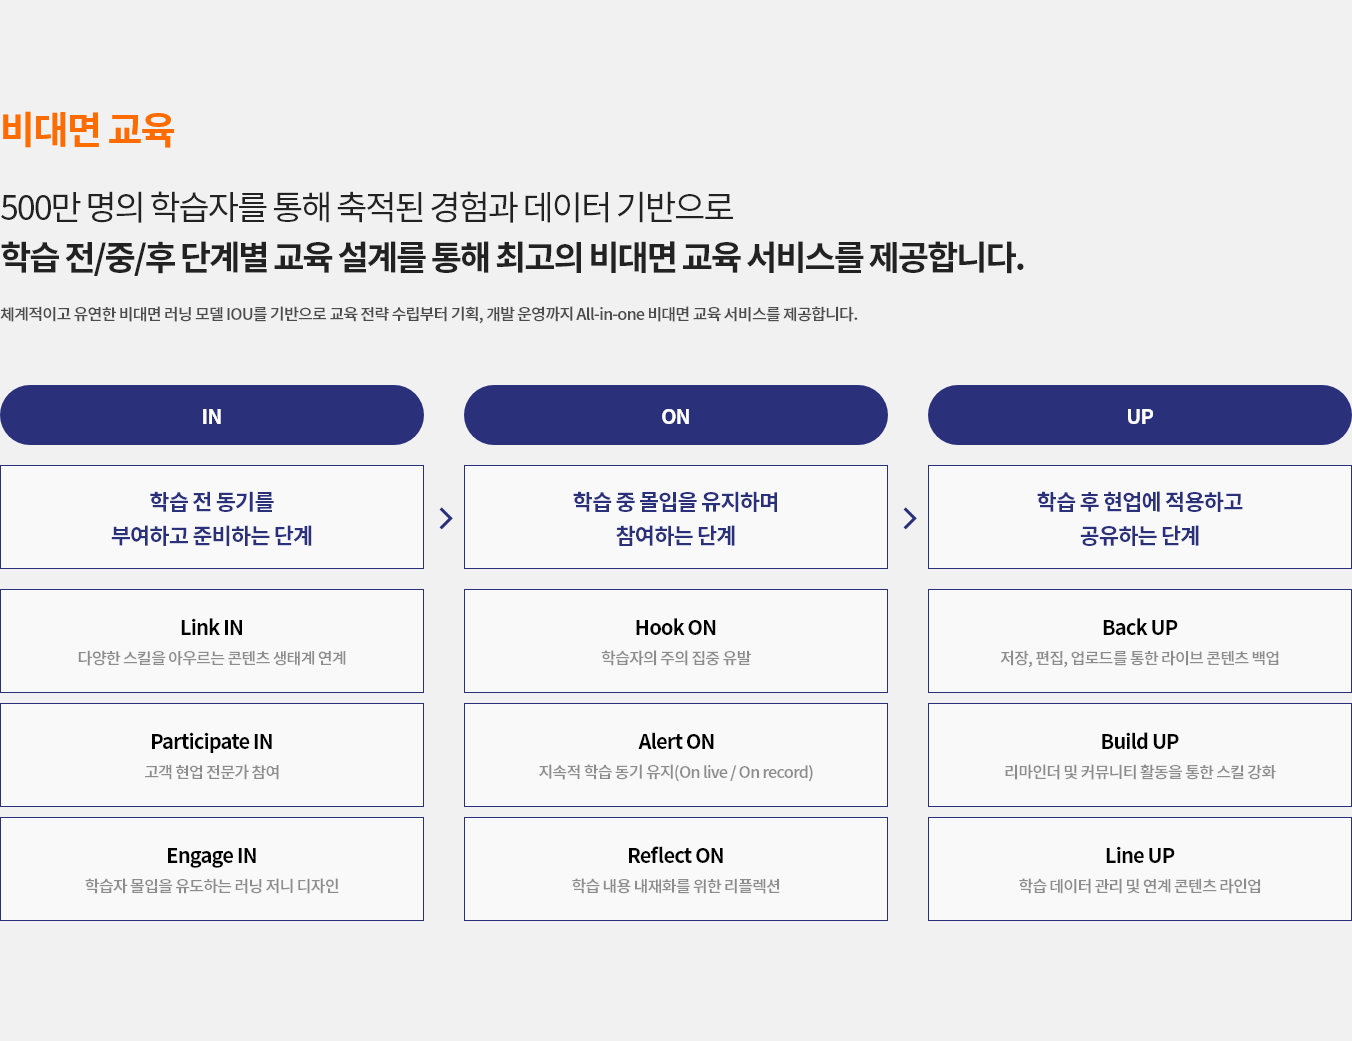 비대면 교육
500만 명의 학습자를 통해 축적된 경험과 데이터 기반으로
학습 전/중/후 단계별 교육 설계를 통해 최고의 비대면 교육 서비스를 제공합니다.
체계적이고 유연한 비대면 러닝 모델 IOU를 기반으로 교육 전략 수립부터 기획, 개발 운영까지 All-in-one 비대면 교육 서비스를 제공합니다.
IN
학습 전 동기를
부여하고 준비하는 단계
Link IN
다양한 스킬을 아우르는 콘텐츠 생태계 연계
Participate IN
고객 현업 전문가 참여
Engage IN
학습자 몰입을 유도하는 러닝 저니 디자인
ON
학습 중 몰입을 유지하며
참여하는 단계
Hook ON
학습자의 주의 집중 유발
Alert ON
지속적 학습 동기 유지(On live / On record)
Reflect ON
학습 내용 내재화를 위한 리플렉션
UP
학습 후 현업에 적용하고
공유하는 단계
Back UP
저장, 편집, 업로드를 통한 라이브 콘텐츠 백업
Build UP
리마인더 및 커뮤니티 활동을 통한 스킬 강화
Line UP
학습 데이터 관리 및 연계 콘텐츠 라인업